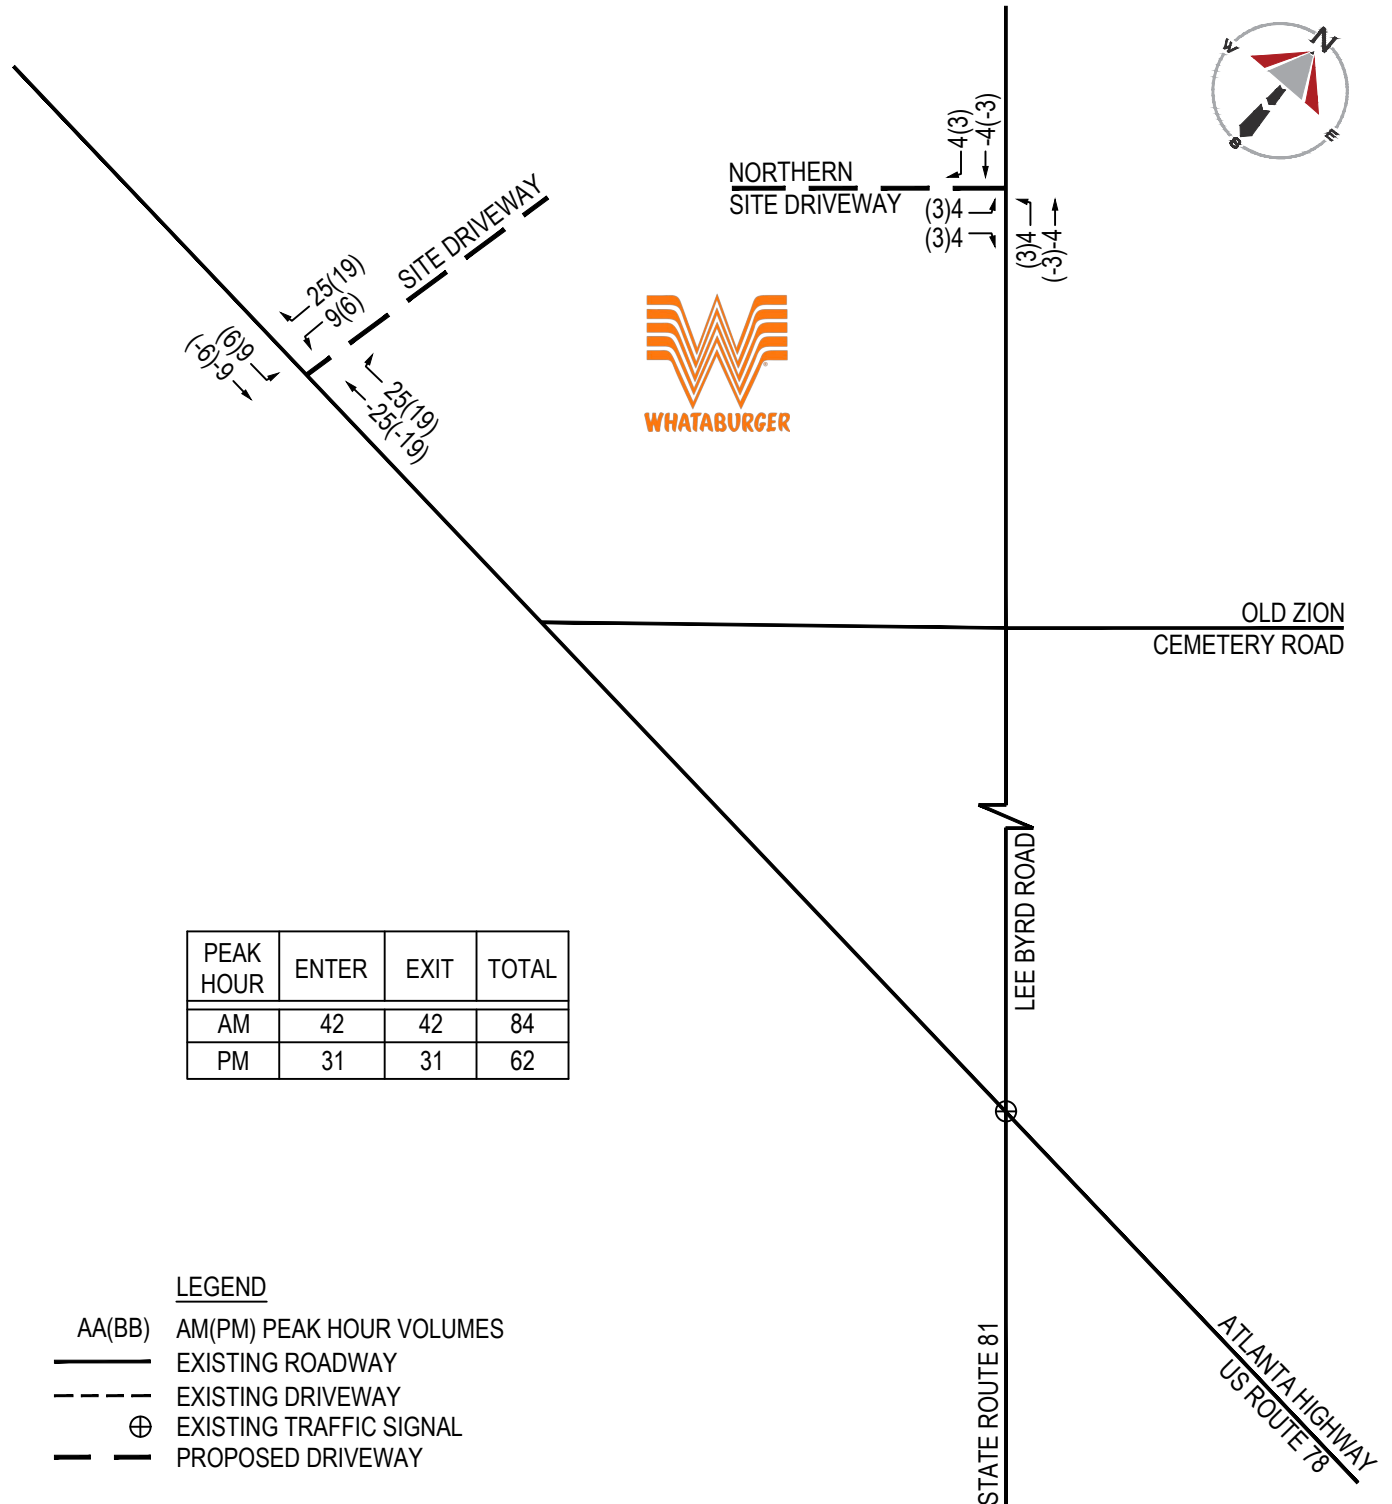 N
W
E
S
4(3)
-4(-3)
NORTHERN
SITE DRIVEWAY
(3)4
(3)4
(3)4
(-3)-4
SITE DRIVEWAY
25(19)
9(6)
(6)9
(-6)-9
25(19)
-25(-19)
WHATABURGER
OLD ZION
CEMETERY ROAD
LEE BYRD ROAD
PEAK HOUR ENTER EXIT TOTAL
AM 42 42 84
PM 31 31 62
LEGEND
AA(BB) AM(PM) PEAK HOUR VOLUMES
EXISTING ROADWAY
EXISTING DRIVEWAY
EXISTING TRAFFIC SIGNAL
PROPOSED DRIVEWAY
STATE ROUTE 81
ATLANTA HIGHWAY
US ROUTE 78